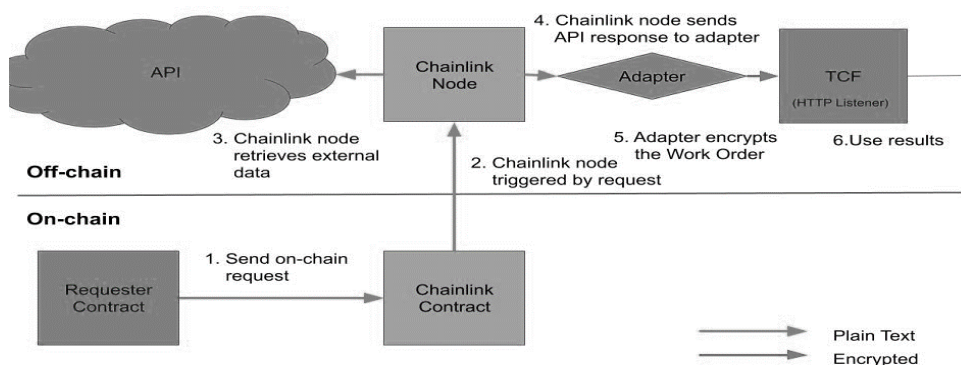 4. Chainlink node sends
API response to adapter
API
Chainlink
Node
Adapter
TCF
(HTTP Listener)
3. Chainlink node
retrieves external
data
5. Adapter encrypts
the Work Order
6.Use results
2. Chainlink node
triggered by request
Off-chain
On-chain
1. Send on-chain
request
Requester
Contract
Chainlink
Contract
Plain Text
Encrypted